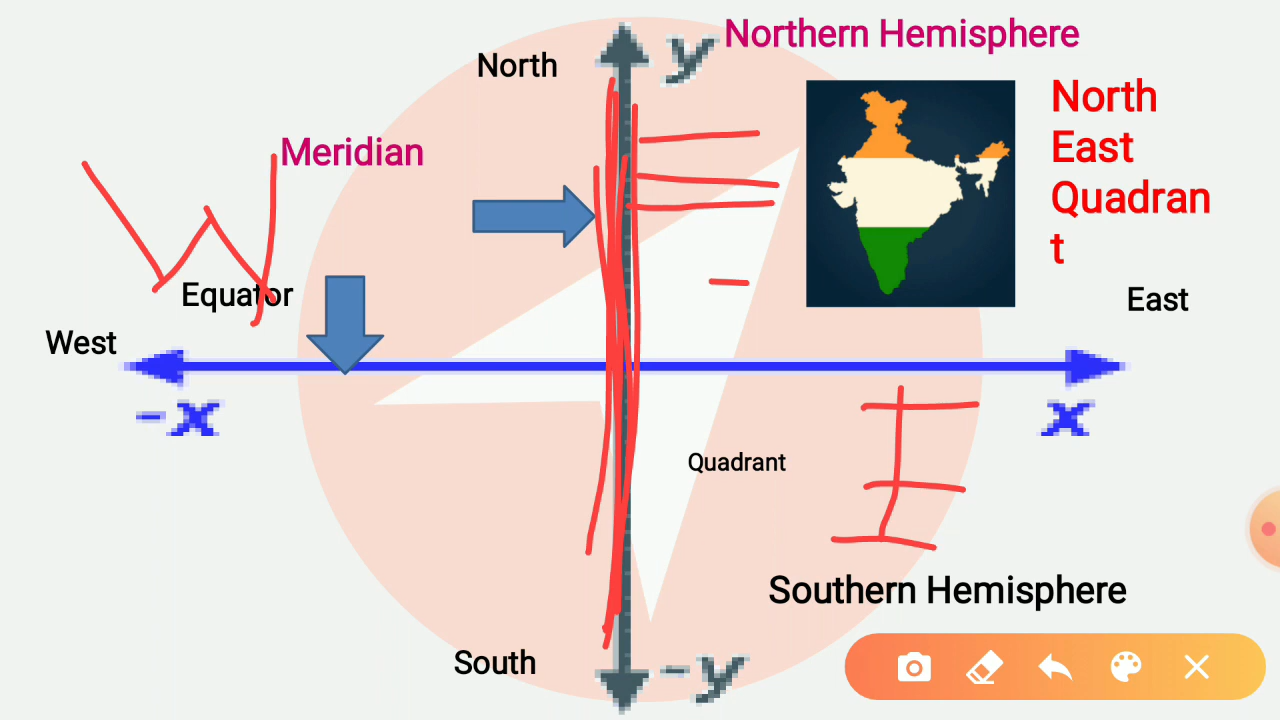 Northern Hemisphere
y
North
North
East
Quadran
t
Meridian
W
Equator
East
West
-x
x
Quadrant
E
Southern Hemisphere
South
-y